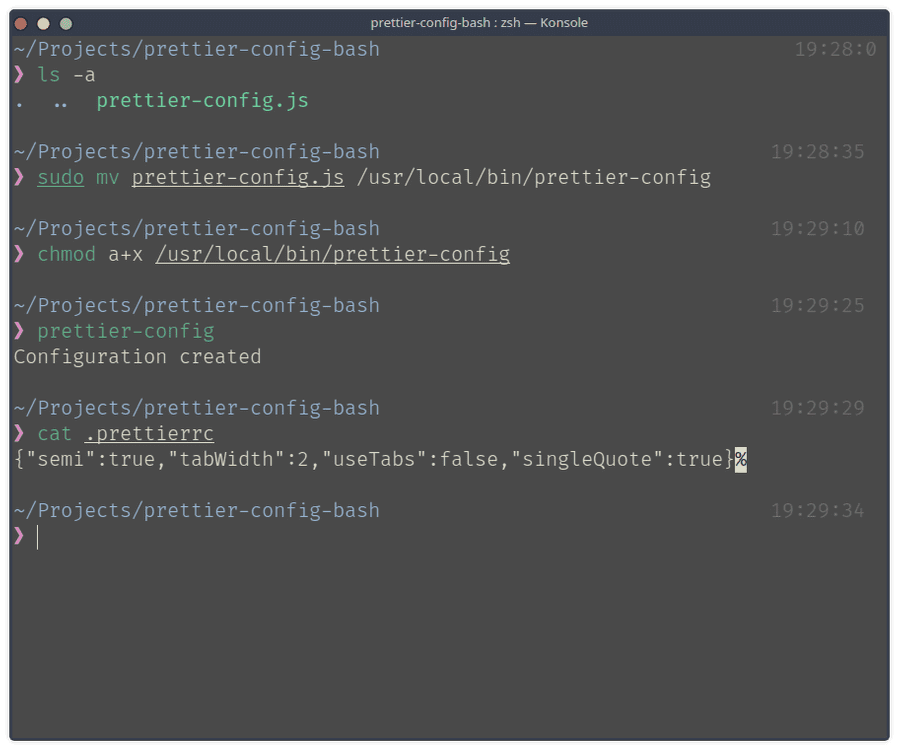 prettier-config-bash : zsh — Konsole
~/Projects/prettier-config-bash 19:28:0
❯ ls -a
. .. prettier-config.js
~/Projects/prettier-config-bash 19:28:35
❯ sudo mv prettier-config.js /usr/local/bin/prettier-config
~/Projects/prettier-config-bash 19:29:10
❯ chmod a+x /usr/local/bin/prettier-config
~/Projects/prettier-config-bash 19:29:25
❯ prettier-config
Configuration created
~/Projects/prettier-config-bash 19:29:29
❯ cat .prettierrc
{"semi":true,"tabWidth":2,"useTabs":false,"singleQuote":true}%
~/Projects/prettier-config-bash 19:29:34
❯